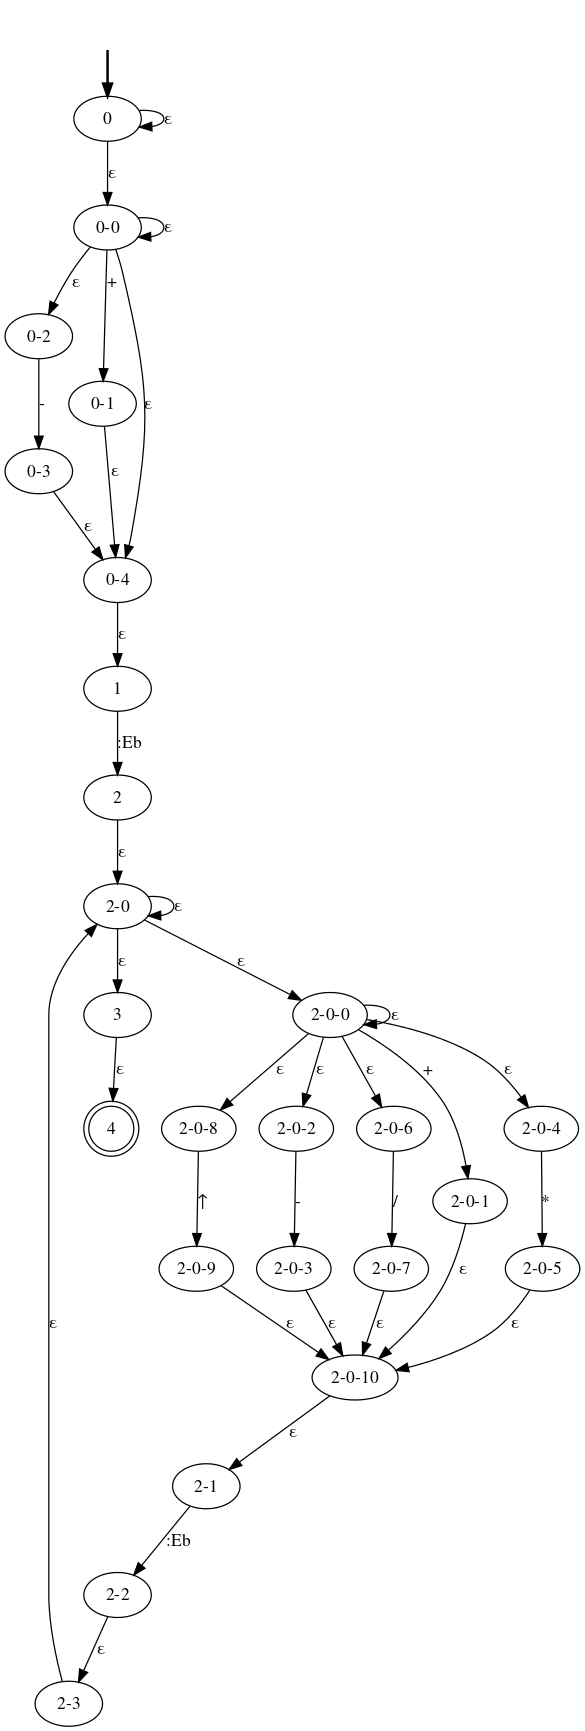 0 ε
ε
0-0 ε
ε +
0-2
- 0-1 ε
0-3 ε
ε
0-4
ε
1
:Eb
2
ε
2-0 ε
ε ε
3 2-0-0 ε
ε ε ε ε + ε
4 2-0-8 2-0-2 2-0-6 2-0-4
↑ - / 2-0-1 *
2-0-9 2-0-3 2-0-7 ε 2-0-5
ε ε ε ε ε
2-0-10
ε
2-1
:Eb
2-2
ε
2-3